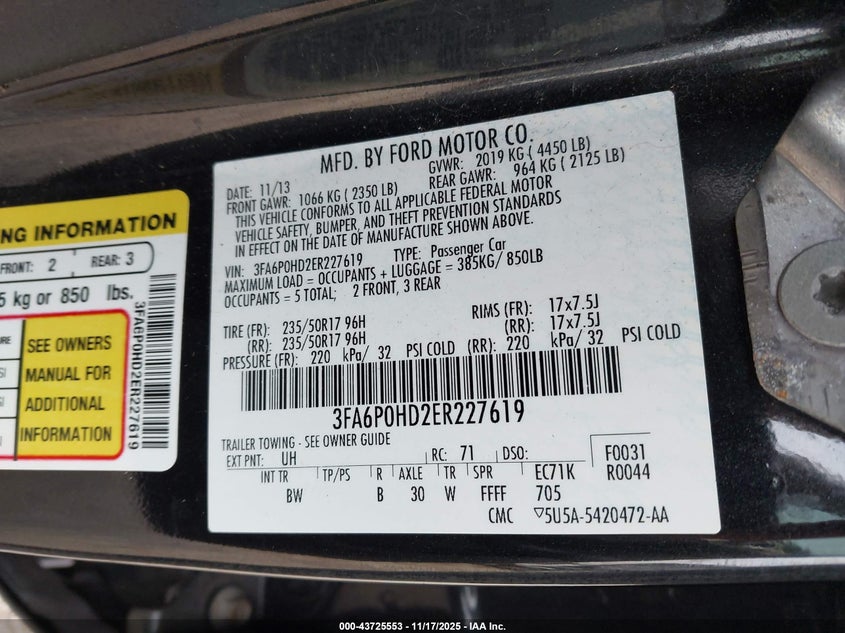 MFD. BY FORD MOTOR CO.
DATE: 11/13 GVWR: 2019 KG ( 4450 LB)
FRONT GAWR: 1066 KG ( 2350 LB) REAR GAWR: 964 KG ( 2125 LB)
THIS VEHICLE CONFORMS TO ALL APPLICABLE FEDERAL MOTOR
VEHICLE SAFETY, BUMPER, AND THEFT PREVENTION STANDARDS
IN EFFECT ON THE DATE OF MANUFACTURE SHOWN ABOVE.
VIN: 3FA6P0HD2ER227619 TYPE: Passenger Car
MAXIMUM LOAD = OCCUPANTS + LUGGAGE = 385KG/ 850LB
OCCUPANTS = 5 TOTAL; 2 FRONT, 3 REAR
TIRE (FR): 235/50R17 96H RIMS (FR): 17x7.5J
(RR): 235/50R17 96H (RR): 17x7.5J
PRESSURE (FR): 220 kPa/ 32 PSI COLD (RR): 220 kPa/ 32 PSI COLD
3FA6P0HD2ER227619
TRAILER TOWING - SEE OWNER GUIDE
EXT PNT: UH RC: 71 DSO: F0031
INT TR TP/PS R AXLE TR SPR EC71K R0044
BW B 30 W FFFF 705
CMC ▽5U5A-5420472-AA
NG INFORMATION
FRONT: 2 REAR: 3
5 kg or 850 lbs.
SEE OWNERS
MANUAL FOR
ADDITIONAL
INFORMATION
3FA6P0HD2ER227619
000-43725553 — 11/17/2025 — IAA Inc.